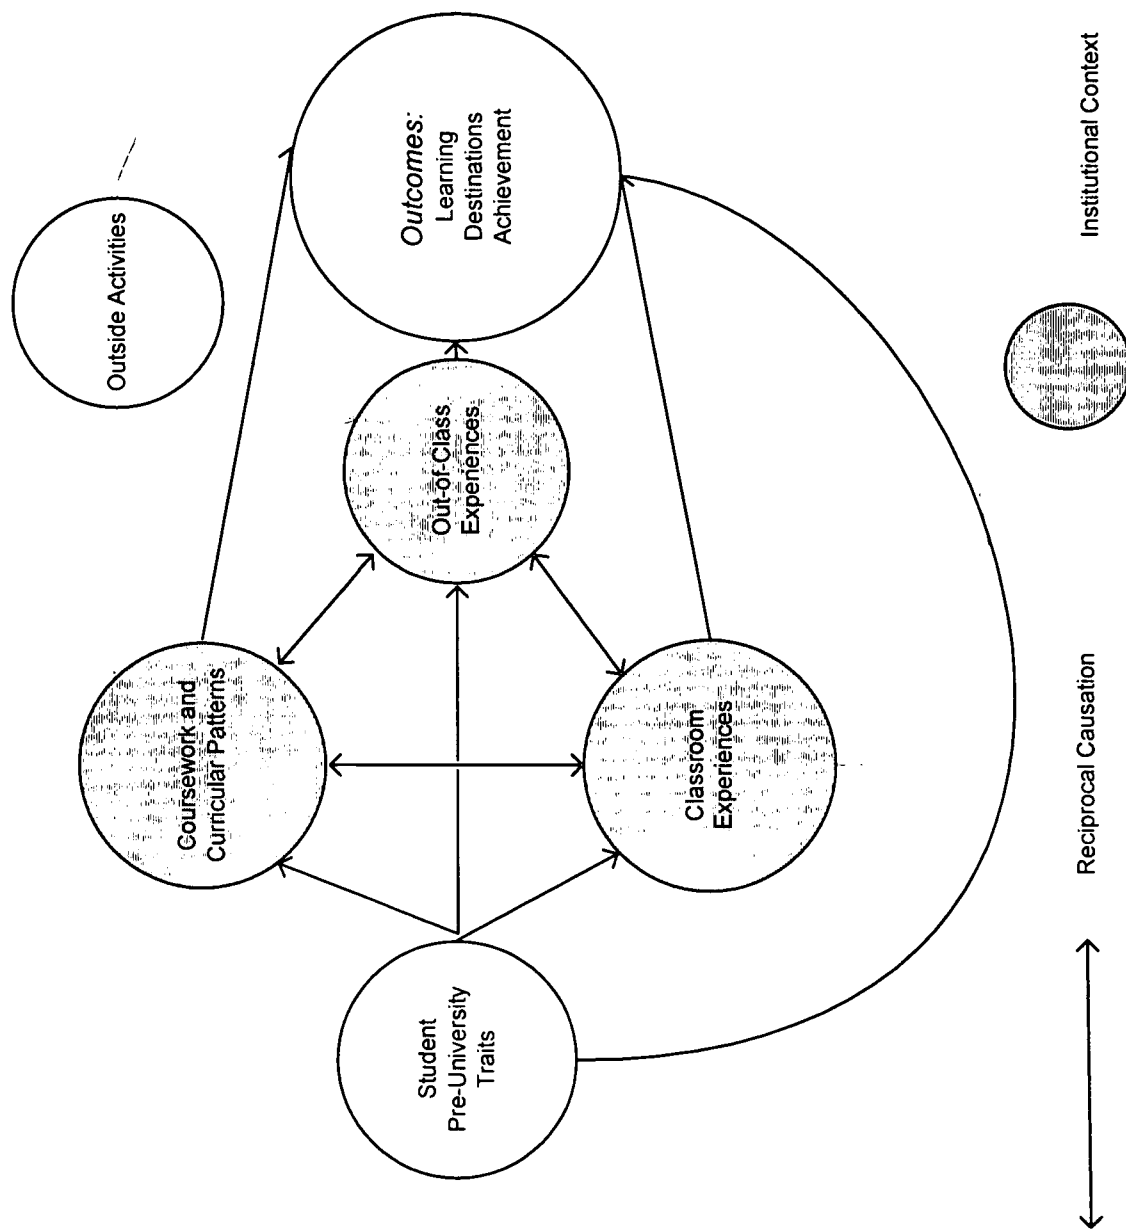 Outside Activities
Outcomes:
Learning
Destinations
Achievement
Coursework and
Curricular Patterns
Out-of-Class
Experiences
Classroom
Experiences
Student
Pre-University
Traits
Reciprocal Causation
Institutional Context